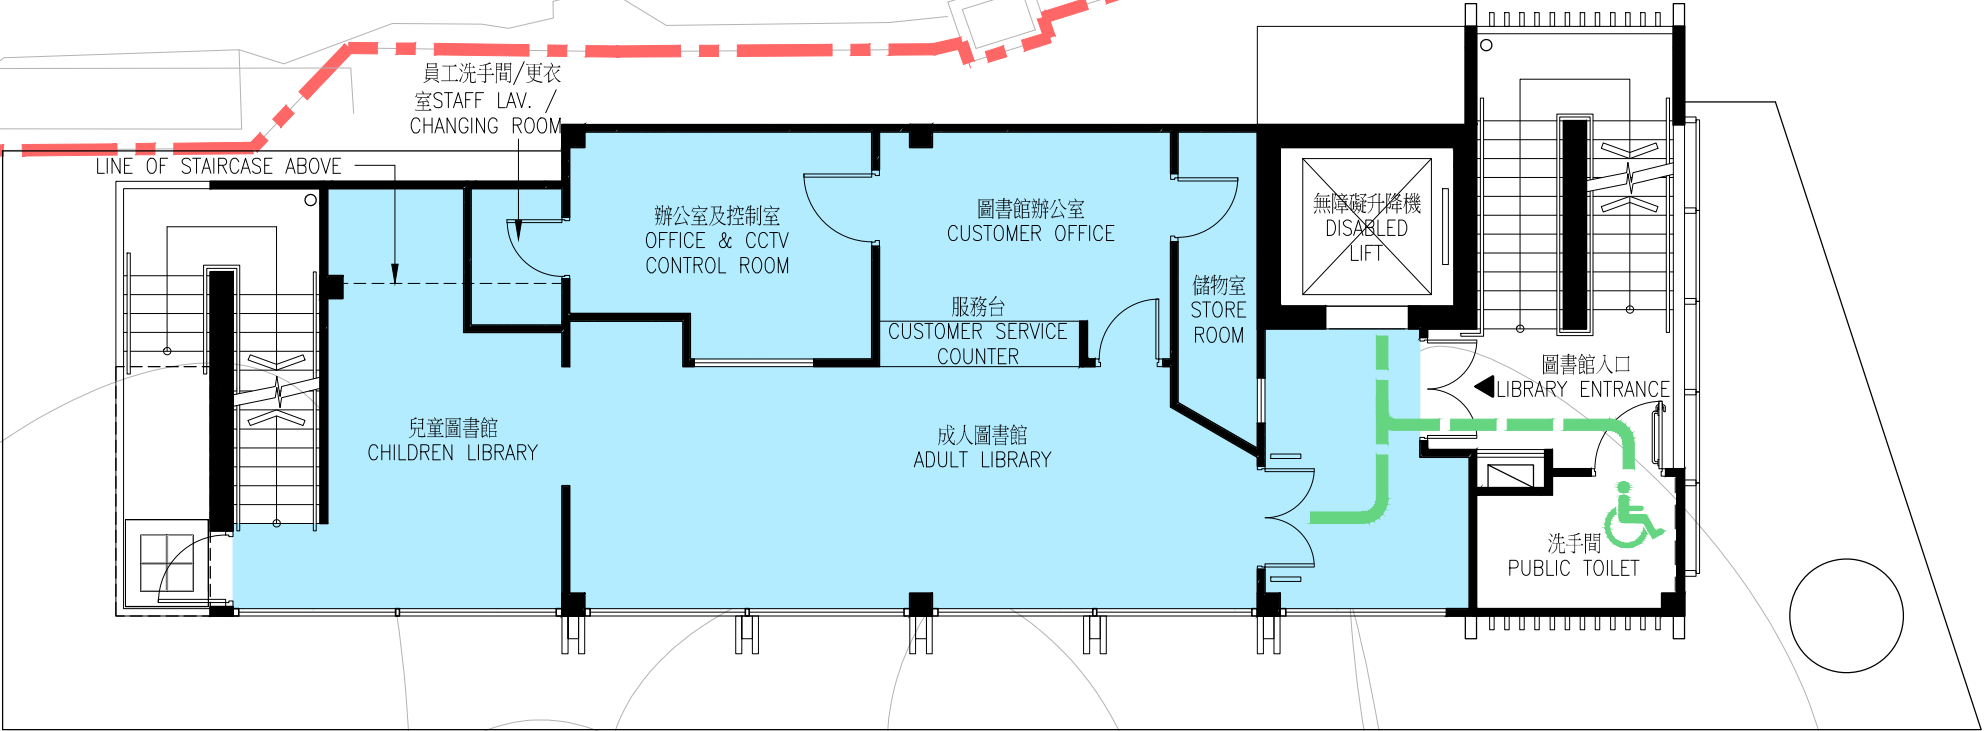 員工洗手間/更衣
室STAFF LAV. /
CHANGING ROOM
LINE OF STAIRCASE ABOVE
辦公室及控制室
OFFICE & CCTV
CONTROL ROOM
圖書館辦公室
CUSTOMER OFFICE
無障礙升降機
DISABLED
LIFT
儲物室
STORE
ROOM
服務台
CUSTOMER SERVICE
COUNTER
圖書館入口
LIBRARY ENTRANCE
兒童圖書館
CHILDREN LIBRARY
成人圖書館
ADULT LIBRARY
洗手間
PUBLIC TOILET